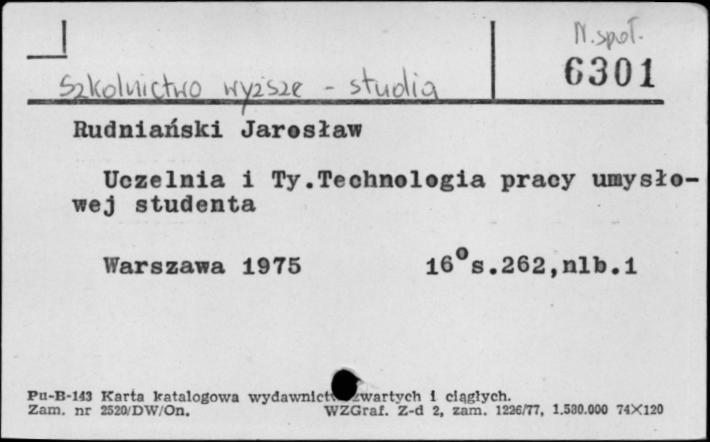 N. społ.
6301
Szkolnictwo wyższe - studia
Rudniański Jarosław
Uczelnia i Ty.Technologia pracy umysło-
wej studenta
Warszawa 1975 16°s.262,nlb.1
Pu-B-143 Karta katalogowa wydawnictw zwartych i ciągłych.
Zam. nr 2520/DW/On. WZGraf. Z-d 2, zam. 1226/77, 1.580.000 74×120